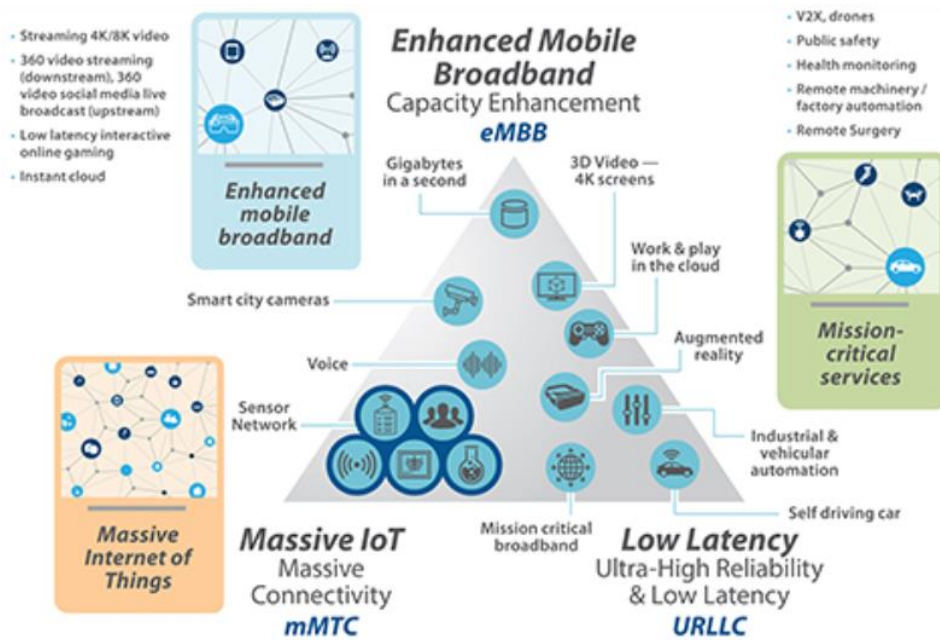 • Streaming 4K/8K video
• 360 video streaming
(downstream), 360
video social media live
broadcast (upstream)
• Low latency interactive
online gaming
• Instant cloud
Enhanced
mobile
broadband
Enhanced Mobile
Broadband
Capacity Enhancement
eMBB
• V2X, drones
• Public safety
• Health monitoring
• Remote machinery /
factory automation
• Remote Surgery
Mission-
critical
services
Gigabytes
in a second
3D Video —
4K screens
Work & play
in the cloud
Smart city cameras
Augmented
reality
Voice
Sensor
Network
Industrial &
vehicular
automation
Self driving car
Mission critical
broadband
Massive
Internet of
Things
Massive IoT
Massive
Connectivity
mMTC
Low Latency
Ultra-High Reliability
& Low Latency
URLLC